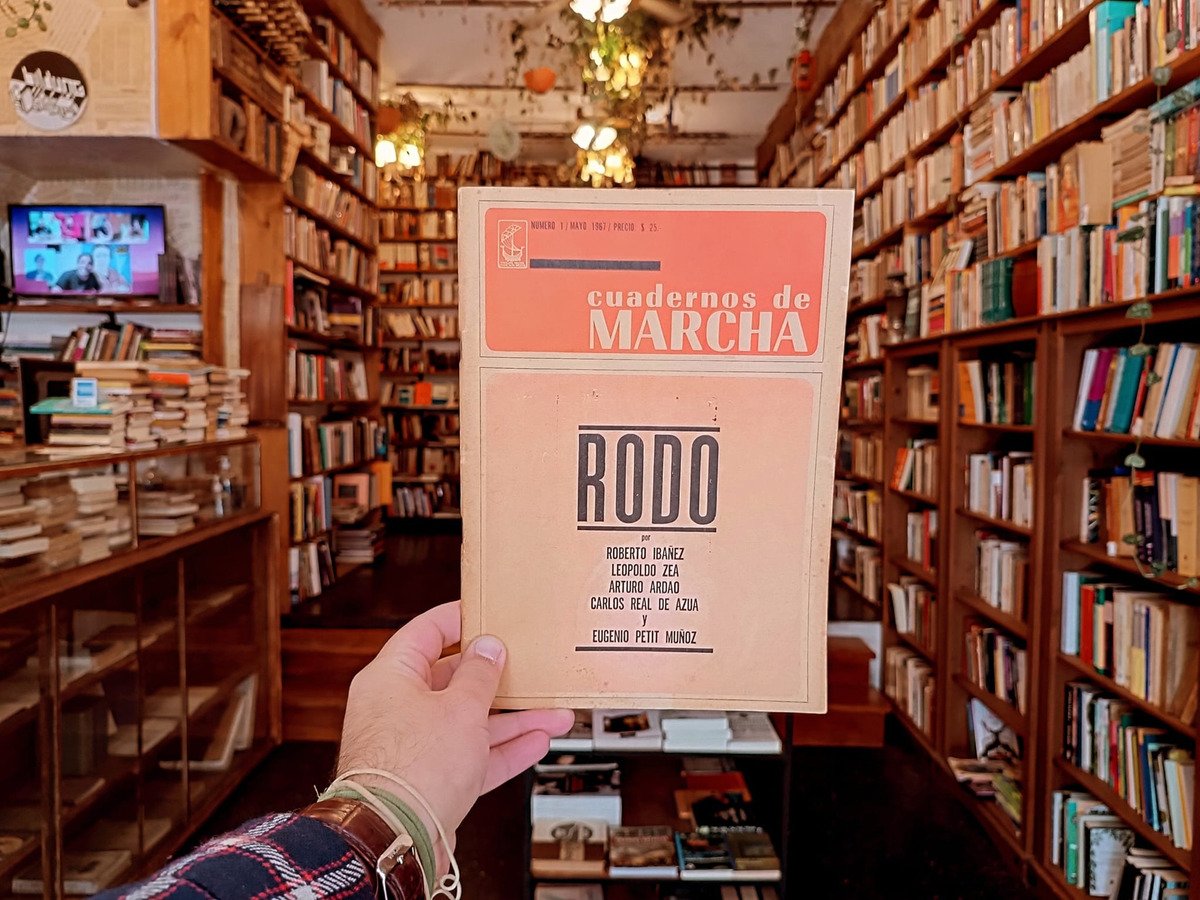 NUMERO 1 / MAYO 1967 / PRECIO $ 25.-
cuadernos de
MARCHA
RODO
por
ROBERTO IBAÑEZ
LEOPOLDO ZEA
ARTURO ARDAO
CARLOS REAL DE AZUA
y
EUGENIO PETIT MUÑOZ